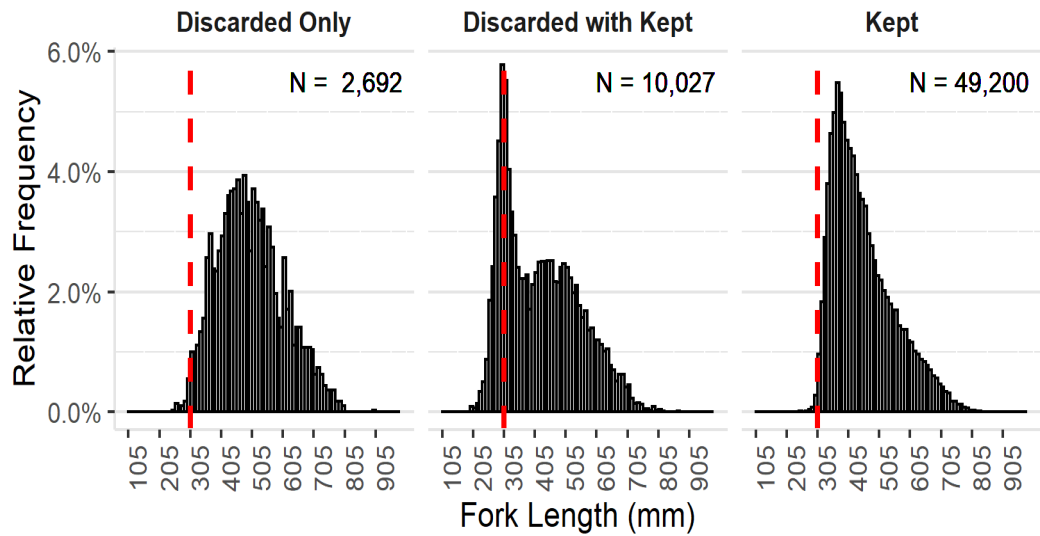 Discarded Only Discarded with Kept Kept
6.0%
N = 2,692 N = 10,027 N = 49,200
4.0%
2.0%
0.0%
Relative Frequency
105 205 305 405 505 605 705 805 905 105 205 305 405 505 605 705 805 905 105 205 305 405 505 605 705 805 905
Fork Length (mm)